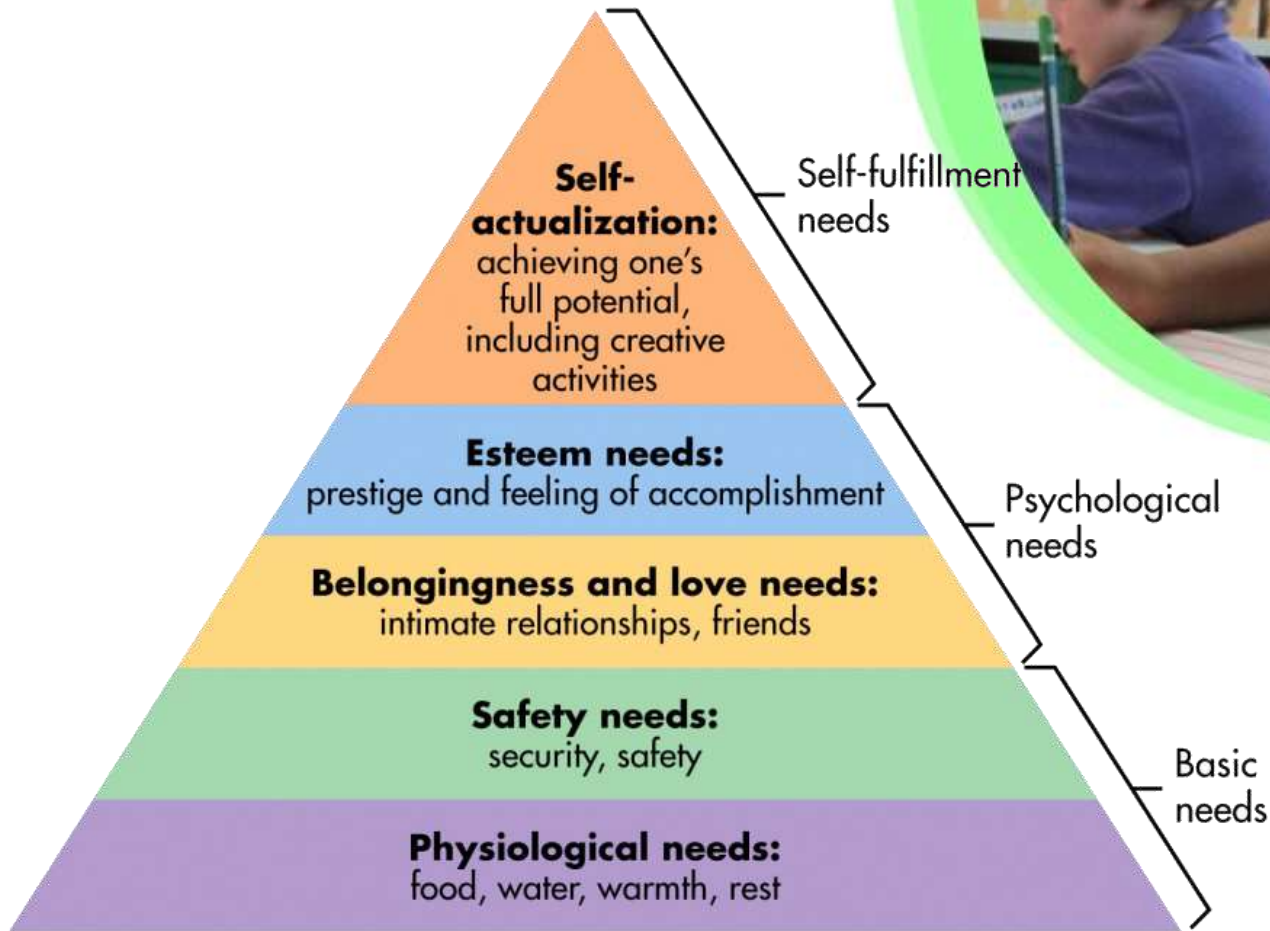 Self-
actualization:
achieving one's
full potential,
including creative
activities
Self-fulfillment
needs
Esteem needs:
prestige and feeling of accomplishment
Belongingness and love needs:
intimate relationships, friends
Psychological
needs
Safety needs:
security, safety
Physiological needs:
food, water, warmth, rest
Basic
needs